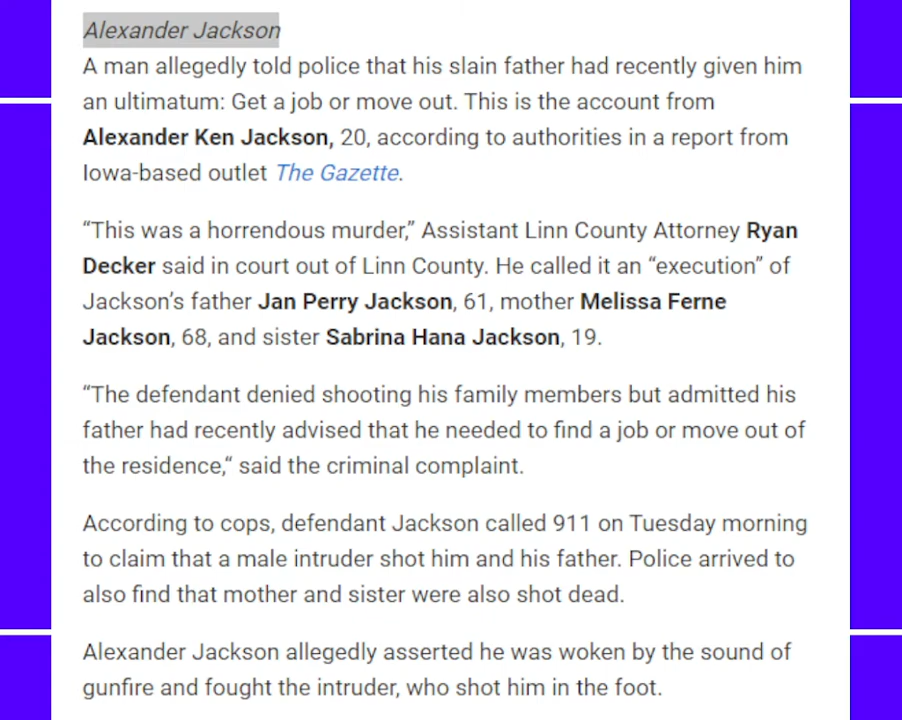 Alexander Jackson
A man allegedly told police that his slain father had recently given him
an ultimatum: Get a job or move out. This is the account from
Alexander Ken Jackson, 20, according to authorities in a report from
Iowa-based outlet The Gazette.
“This was a horrendous murder,” Assistant Linn County Attorney Ryan
Decker said in court out of Linn County. He called it an “execution” of
Jackson’s father Jan Perry Jackson, 61, mother Melissa Ferne
Jackson, 68, and sister Sabrina Hana Jackson, 19.
“The defendant denied shooting his family members but admitted his
father had recently advised that he needed to find a job or move out of
the residence,“ said the criminal complaint.
According to cops, defendant Jackson called 911 on Tuesday morning
to claim that a male intruder shot him and his father. Police arrived to
also find that mother and sister were also shot dead.
Alexander Jackson allegedly asserted he was woken by the sound of
gunfire and fought the intruder, who shot him in the foot.